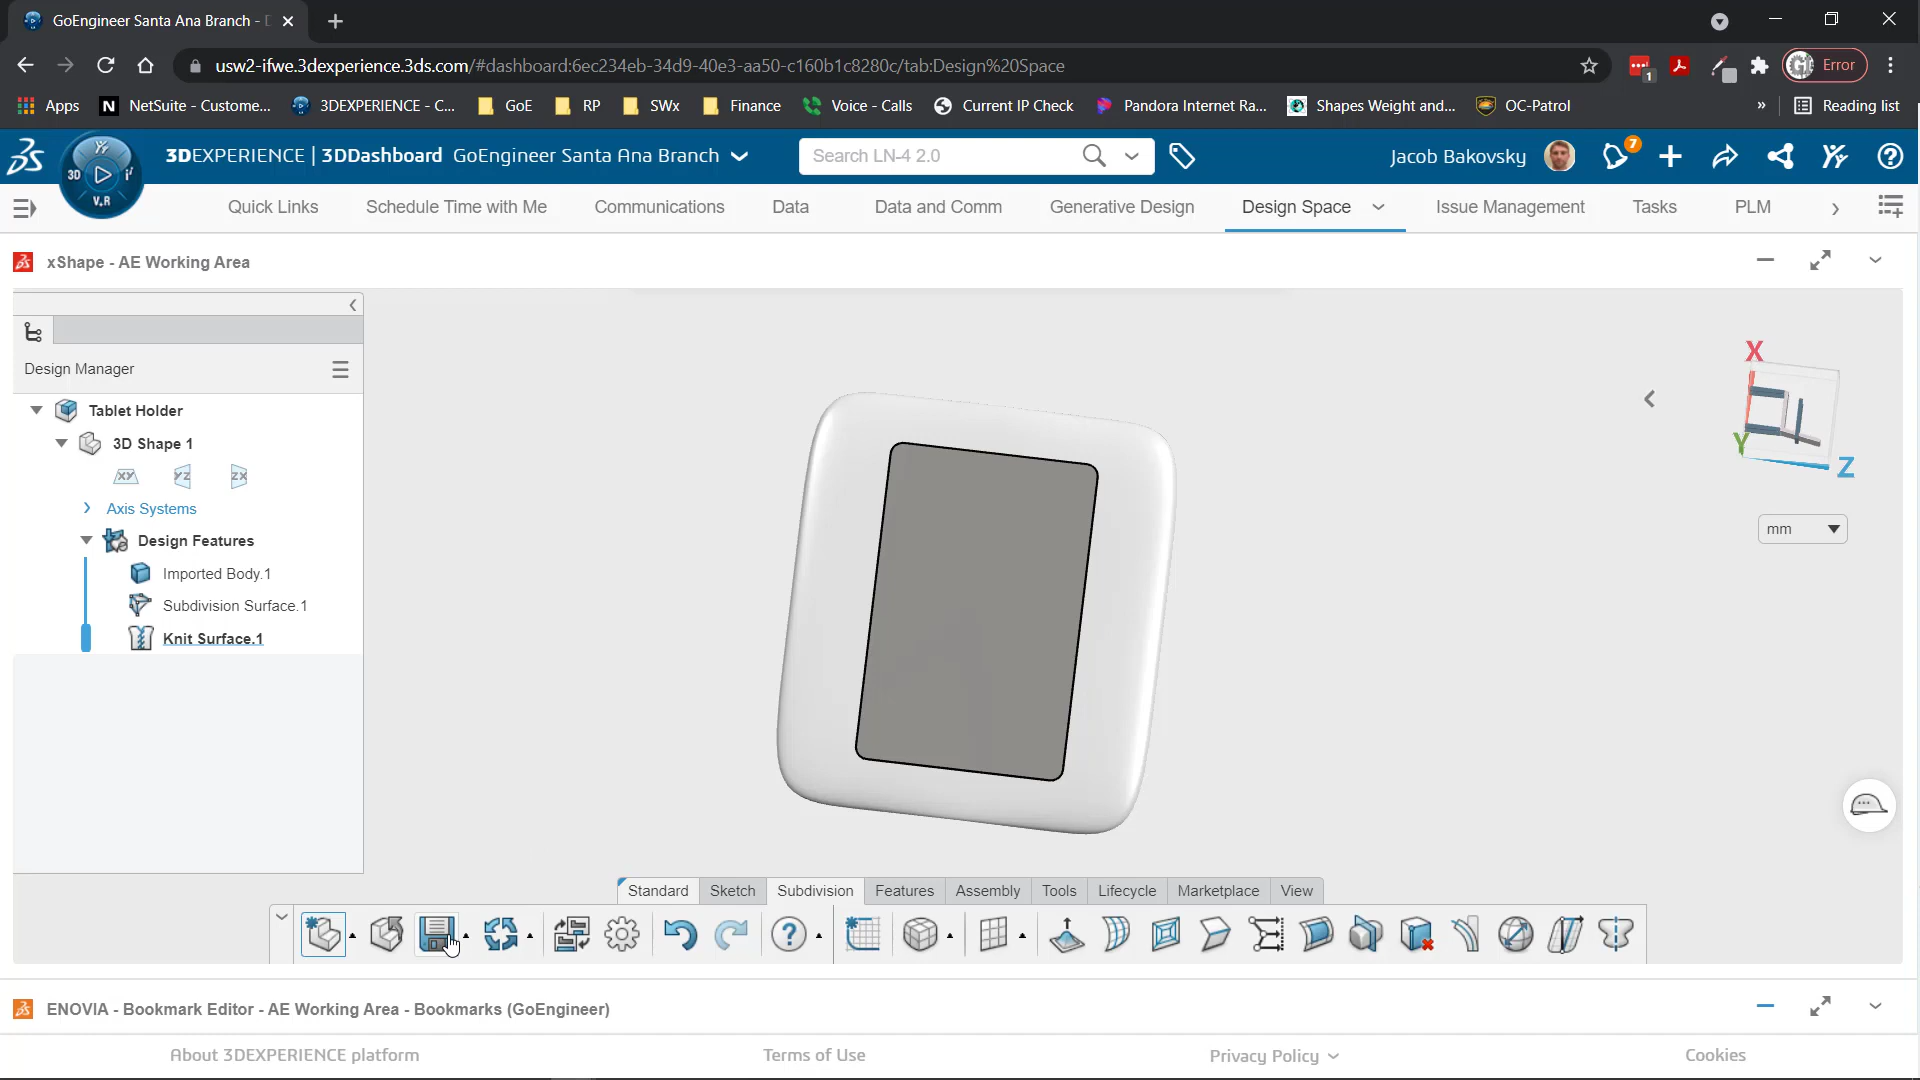 GoEngineer Santa Ana Branch - D
usw2-ifwe.3dexperience.3ds.com/#dashboard:6ec234eb-34d9-40e3-aa50-c160b1c8280c/tab:Design%20Space
1
Error
Apps
NetSuite - Custome...
3DEXPERIENCE - C...
GoE
RP
SWx
Finance
Voice - Calls
Current IP Check
Pandora Internet Ra...
Shapes Weight and...
OC-Patrol
»
Reading list
3D
V.R
3DEXPERIENCE | 3DDashboard GoEngineer Santa Ana Branch
Search LN-4 2.0
Jacob Bakovsky
7
Quick Links
Schedule Time with Me
Communications
Data
Data and Comm
Generative Design
Design Space
Issue Management
Tasks
PLM
xShape - AE Working Area
Design Manager
Tablet Holder
3D Shape 1
XY
YZ
ZX
Axis Systems
Design Features
Imported Body.1
Subdivision Surface.1
Knit Surface.1
X
Y
Z
mm
Standard
Sketch
Subdivision
Features
Assembly
Tools
Lifecycle
Marketplace
View
ENOVIA - Bookmark Editor - AE Working Area - Bookmarks (GoEngineer)
About 3DEXPERIENCE platform
Terms of Use
Privacy Policy
Cookies